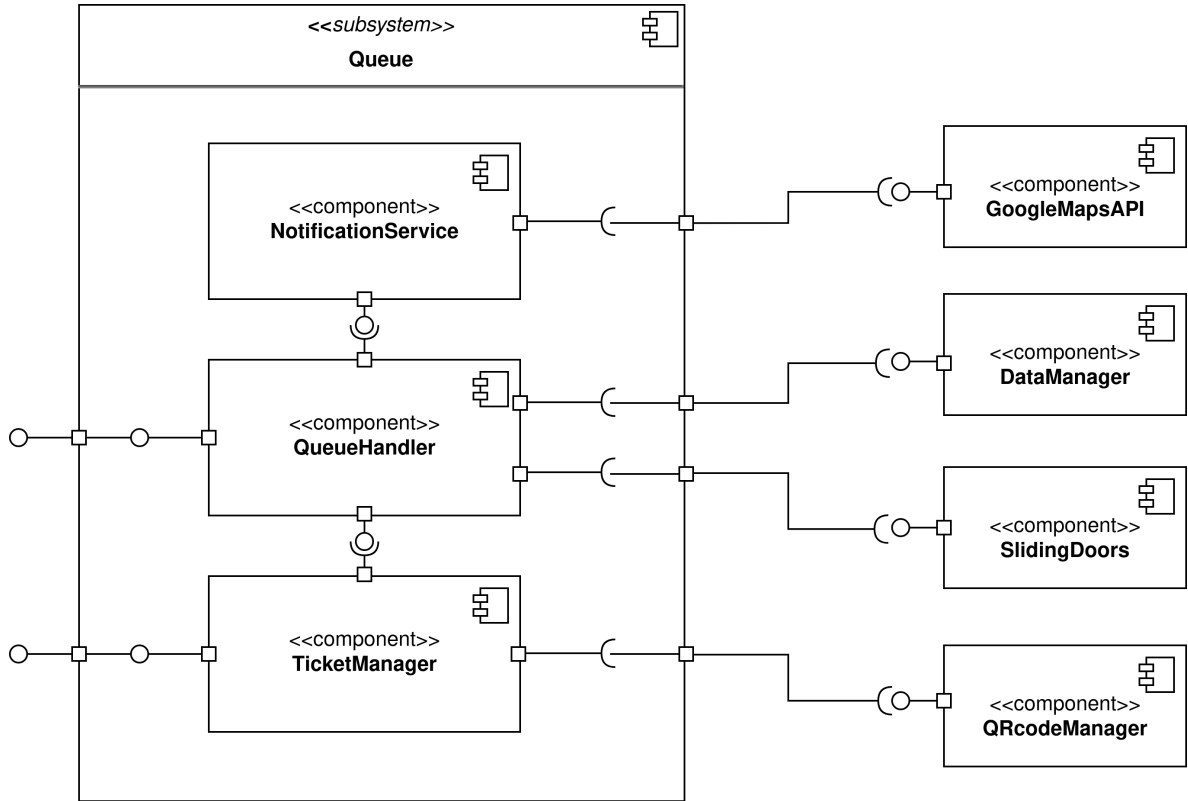 <<subsystem>>
Queue
<<component>>
NotificationService
<<component>>
QueueHandler
<<component>>
TicketManager
<<component>>
GoogleMapsAPI
<<component>>
DataManager
<<component>>
SlidingDoors
<<component>>
QRcodeManager